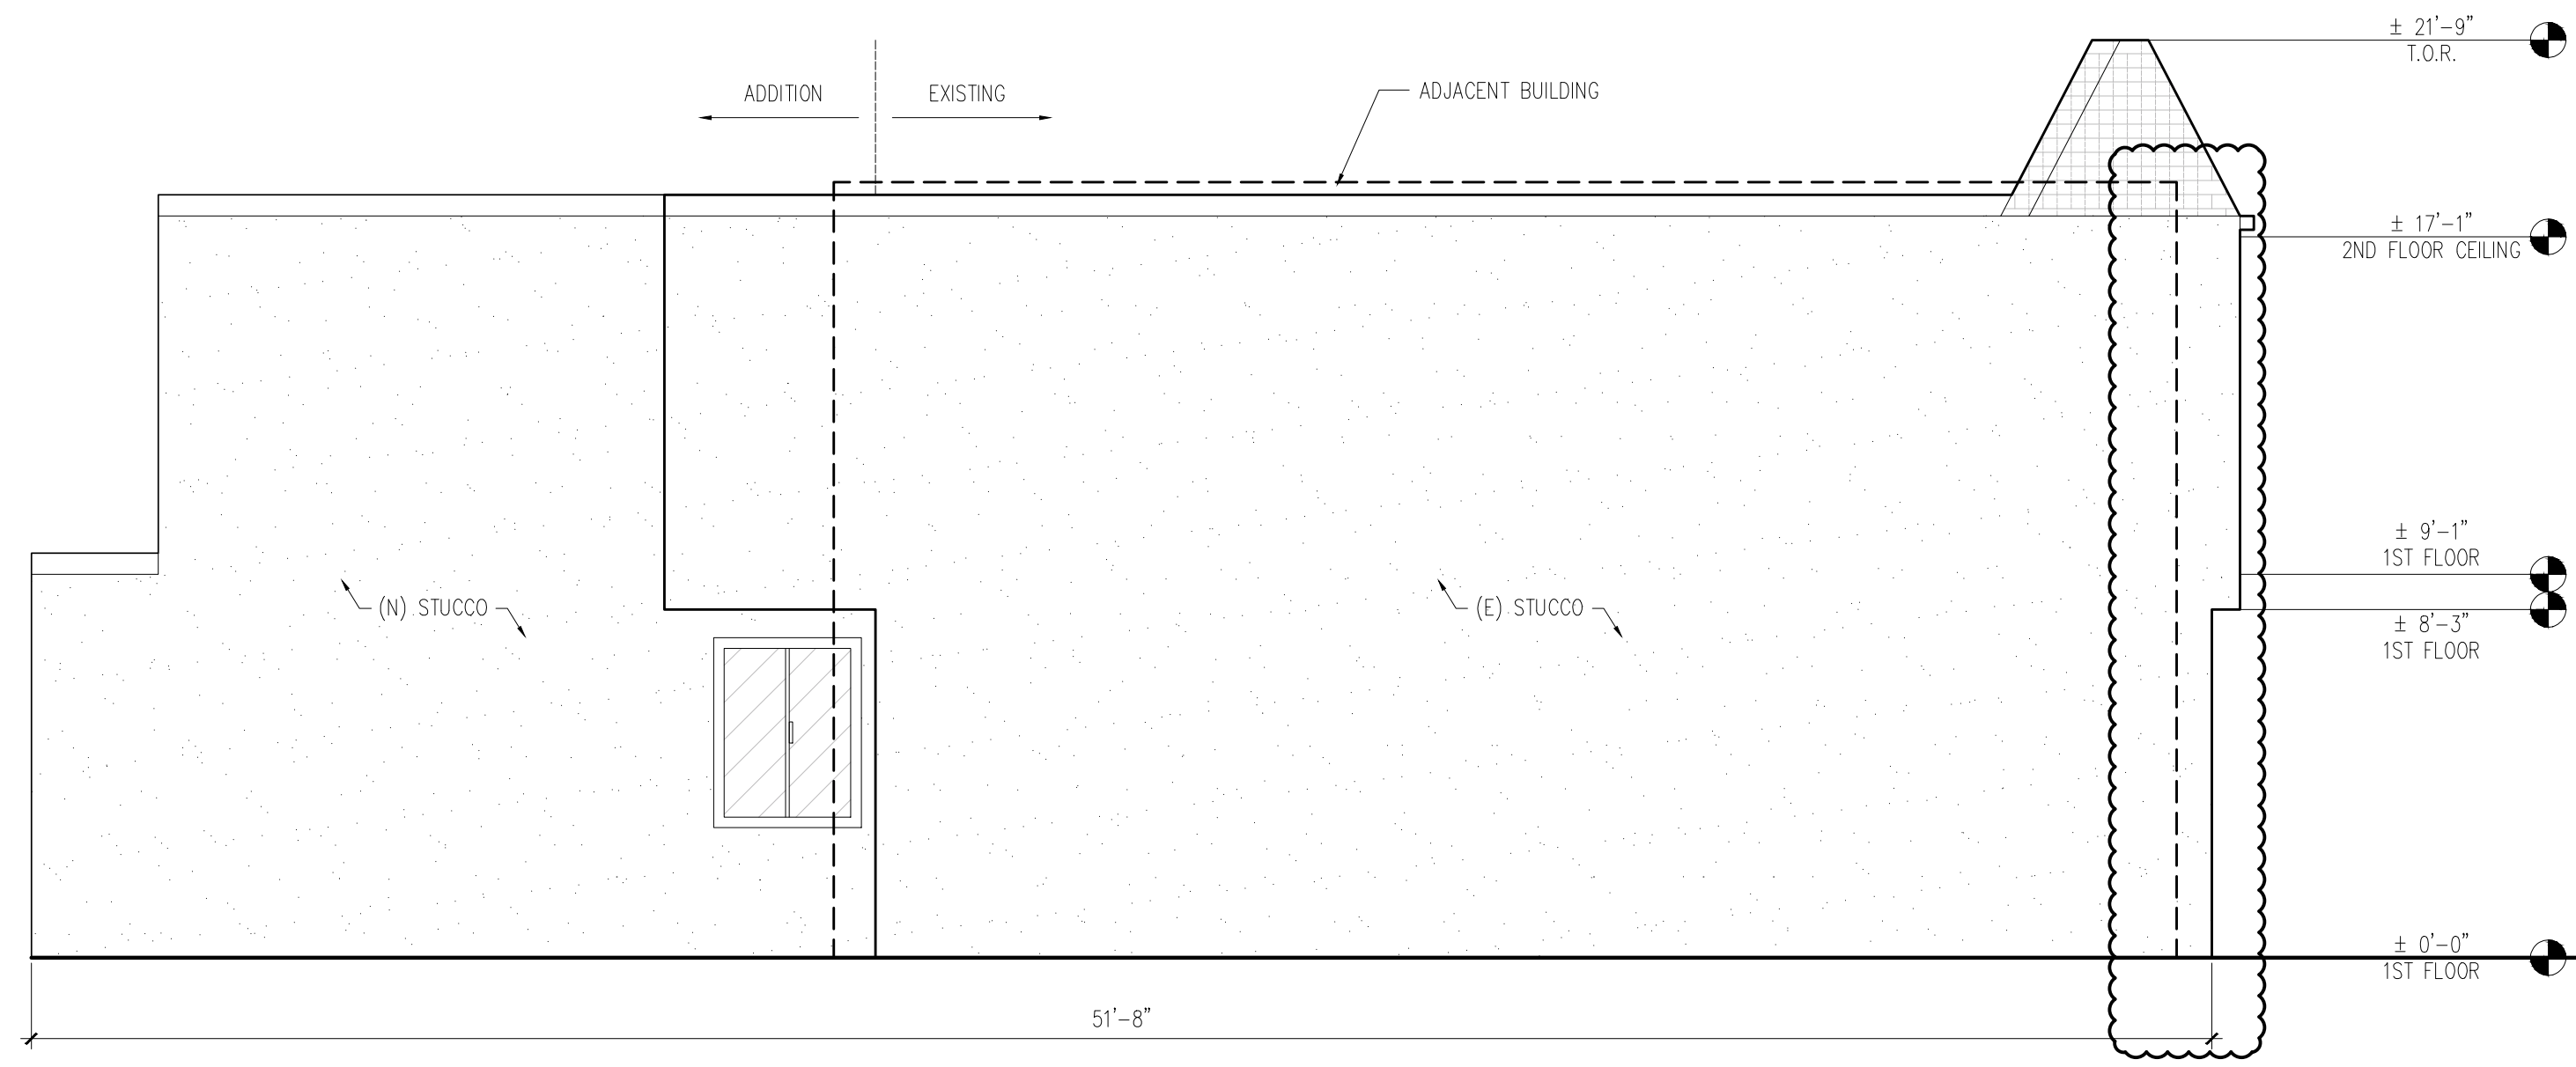 ± 21'-9"
T.O.R.
ADDITION
EXISTING
ADJACENT BUILDING
± 17'-1"
2ND FLOOR CEILING
± 9'-1"
1ST FLOOR
(N) STUCCO
(E) STUCCO
± 8'-3"
1ST FLOOR
± 0'-0"
1ST FLOOR
51'-8"